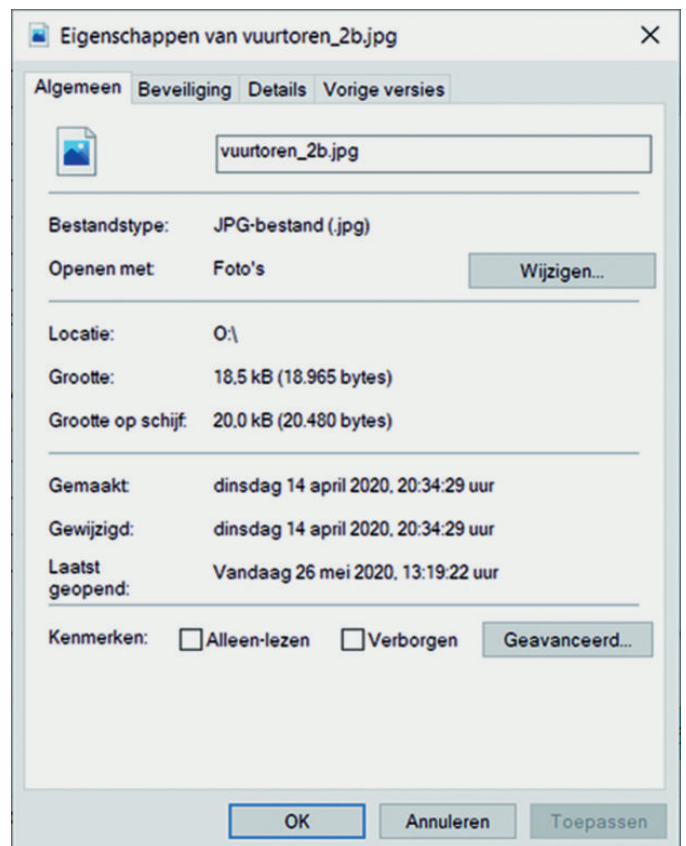 Eigenschappen van vuurtoren_2b.jpg
Algemeen Beveiliging Details Vorige versies
vuurtoren_2b.jpg
Bestandstype: JPG-bestand (.jpg)
Openen met: Foto's Wijzigen...
Locatie: O:\
Grootte: 18,5 kB (18.965 bytes)
Grootte op schijf: 20,0 kB (20.480 bytes)
Gemaakt: dinsdag 14 april 2020, 20:34:29 uur
Gewijzigd: dinsdag 14 april 2020, 20:34:29 uur
Laatst
geopend: Vandaag 26 mei 2020, 13:19:22 uur
Kenmerken: Alleen-lezen Verborgen Geavanceerd...
OK Annuleren Toepassen